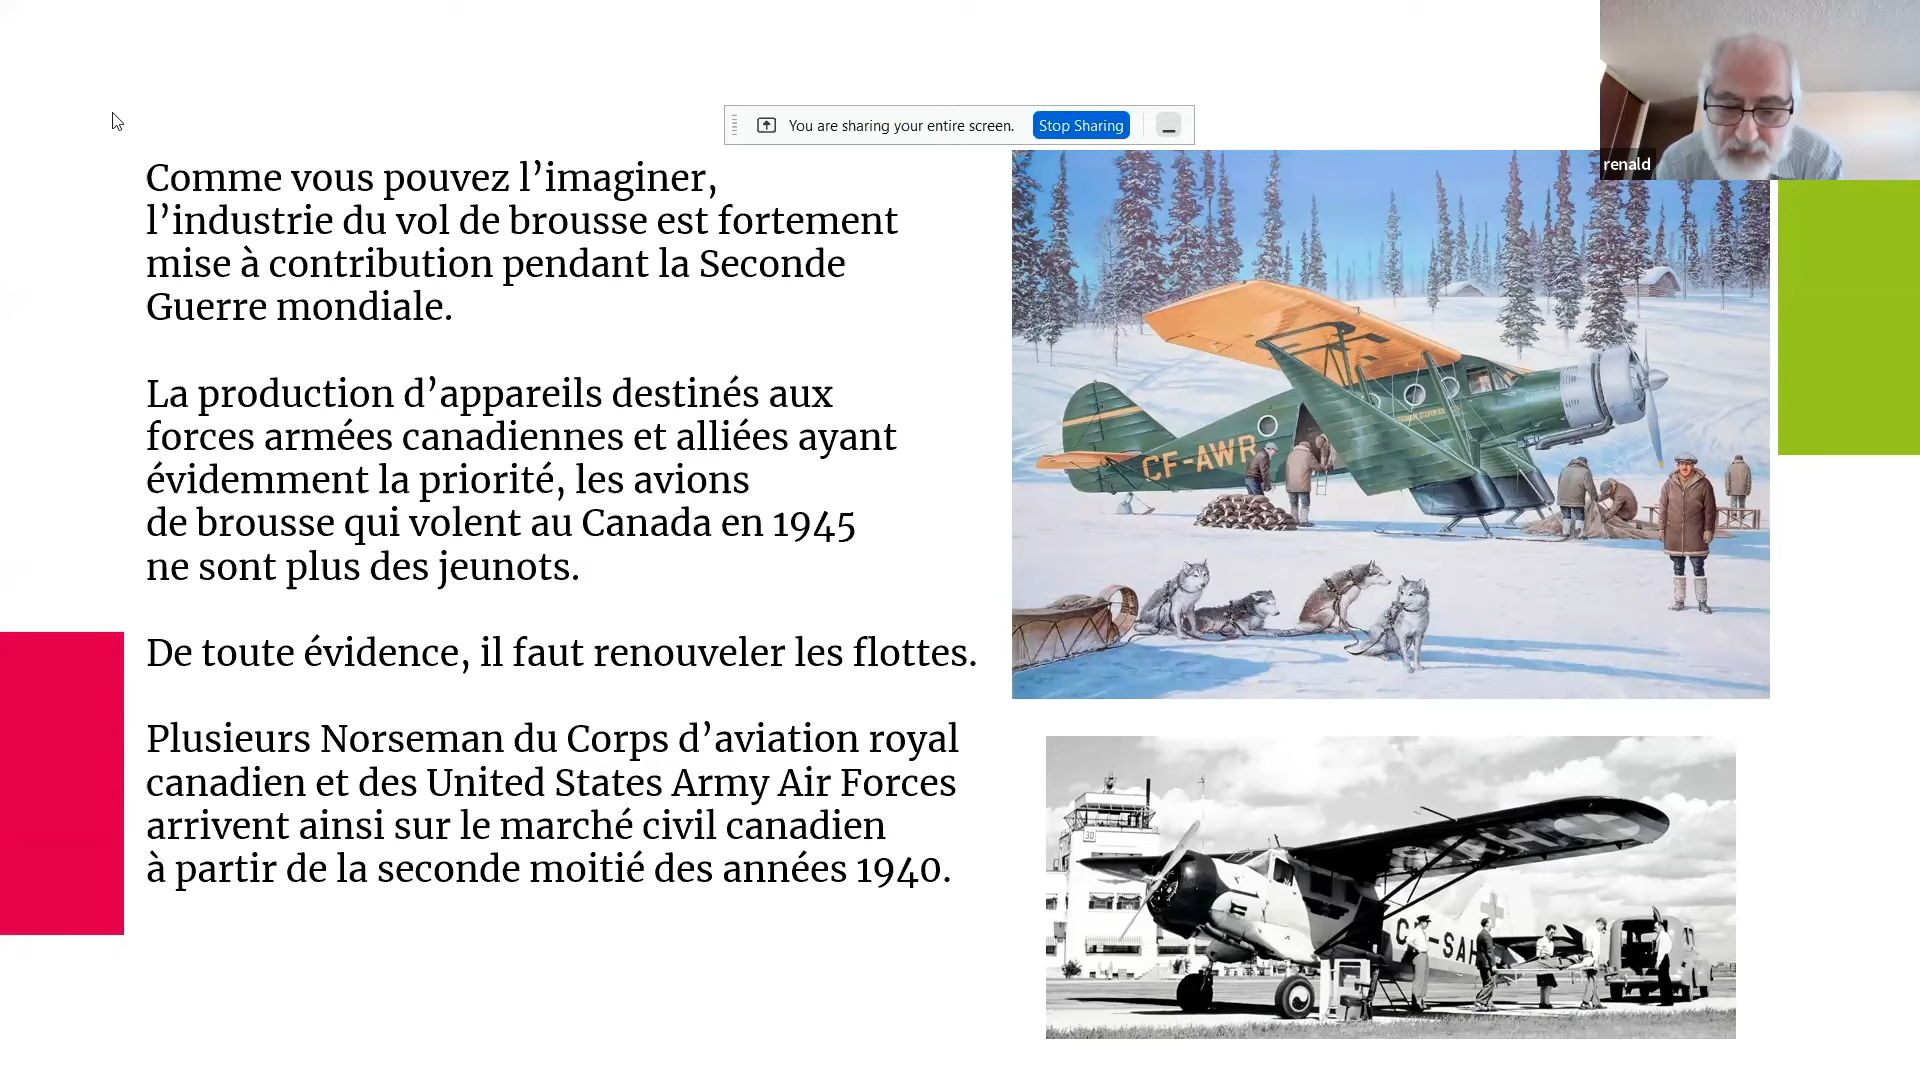 You are sharing your entire screen. Stop Sharing
renald
Comme vous pouvez l’imaginer,
l’industrie du vol de brousse est fortement
mise à contribution pendant la Seconde
Guerre mondiale.
La production d’appareils destinés aux
forces armées canadiennes et alliées ayant
évidemment la priorité, les avions
de brousse qui volent au Canada en 1945
ne sont plus des jeunots.
De toute évidence, il faut renouveler les flottes.
Plusieurs Norseman du Corps d’aviation royal
canadien et des United States Army Air Forces
arrivent ainsi sur le marché civil canadien
à partir de la seconde moitié des années 1940.
CF-AWR
30